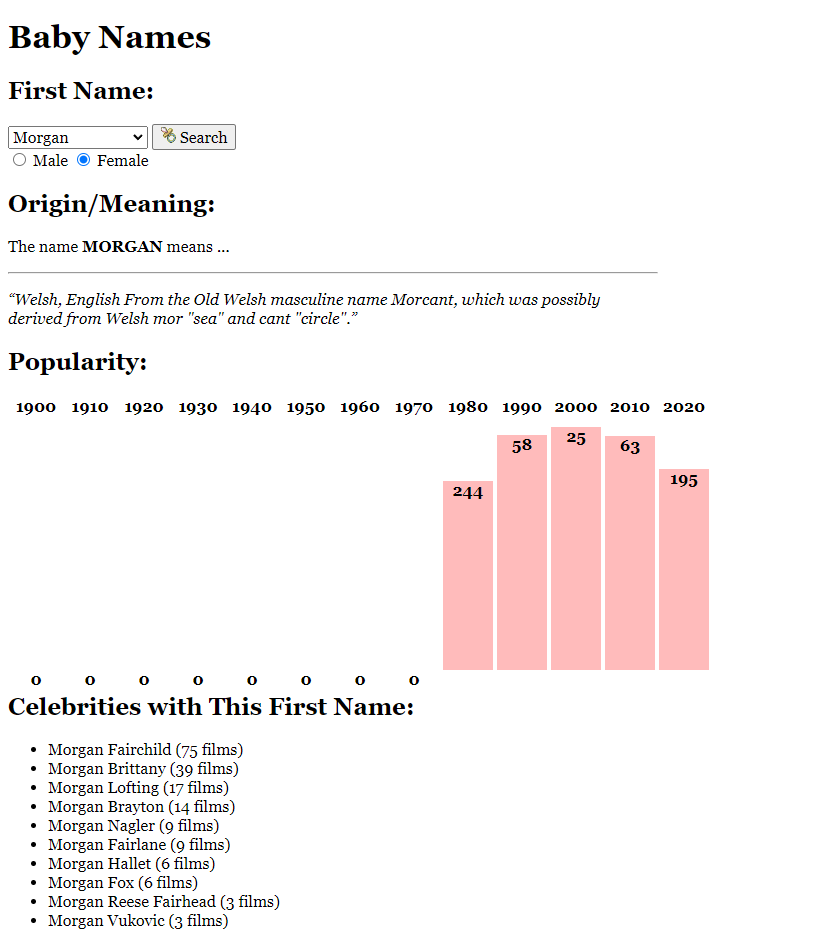 Baby Names
First Name:
Morgan Search
Male Female
Origin/Meaning:
The name MORGAN means ...
“Welsh, English From the Old Welsh masculine name Morcant, which was possibly
derived from Welsh mor "sea" and cant "circle".”
Popularity:
1900 1910 1920 1930 1940 1950 1960 1970 1980 1990 2000 2010 2020
0 0 0 0 0 0 0 0 244 58 25 63 195
Celebrities with This First Name:
• Morgan Fairchild (75 films)
• Morgan Brittany (39 films)
• Morgan Lofting (17 films)
• Morgan Brayton (14 films)
• Morgan Nagler (9 films)
• Morgan Fairlane (9 films)
• Morgan Hallet (6 films)
• Morgan Fox (6 films)
• Morgan Reese Fairhead (3 films)
• Morgan Vukovic (3 films)